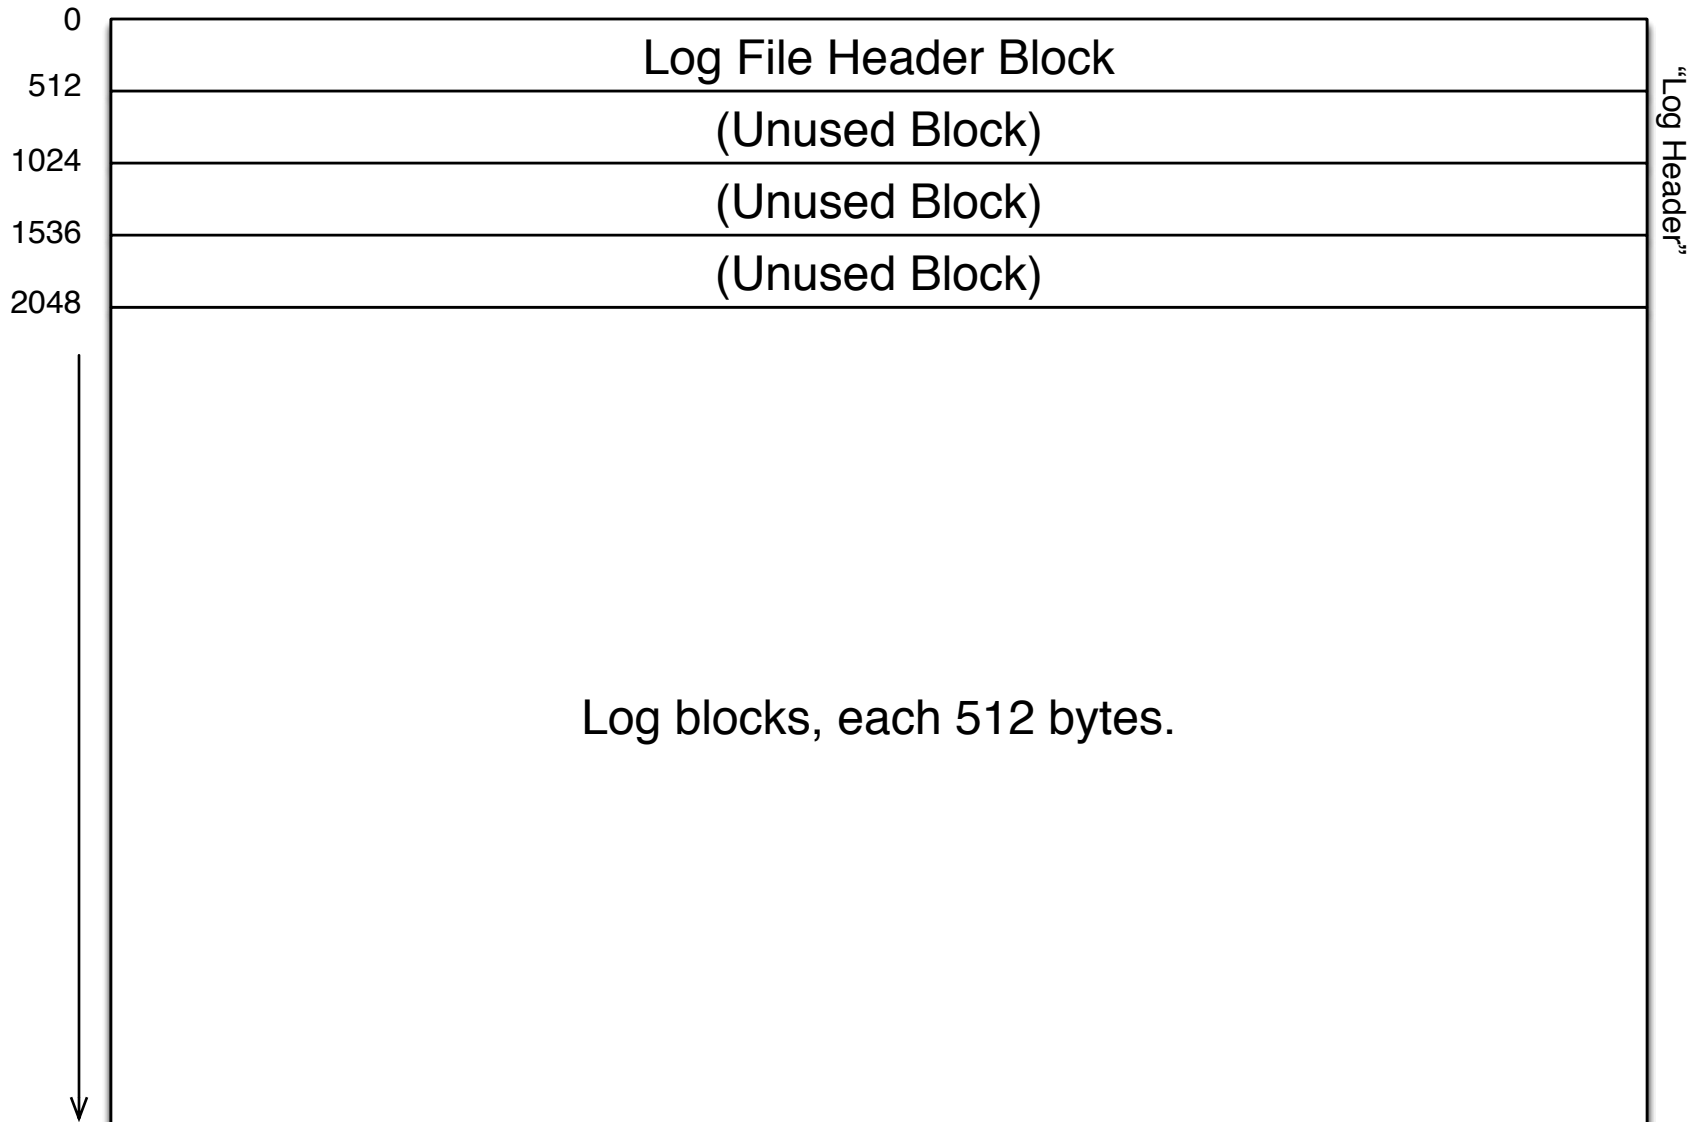 0
Log File Header Block
512
(Unused Block)
1024
(Unused Block)
1536
(Unused Block)
2048
“Log Header”
Log blocks, each 512 bytes.